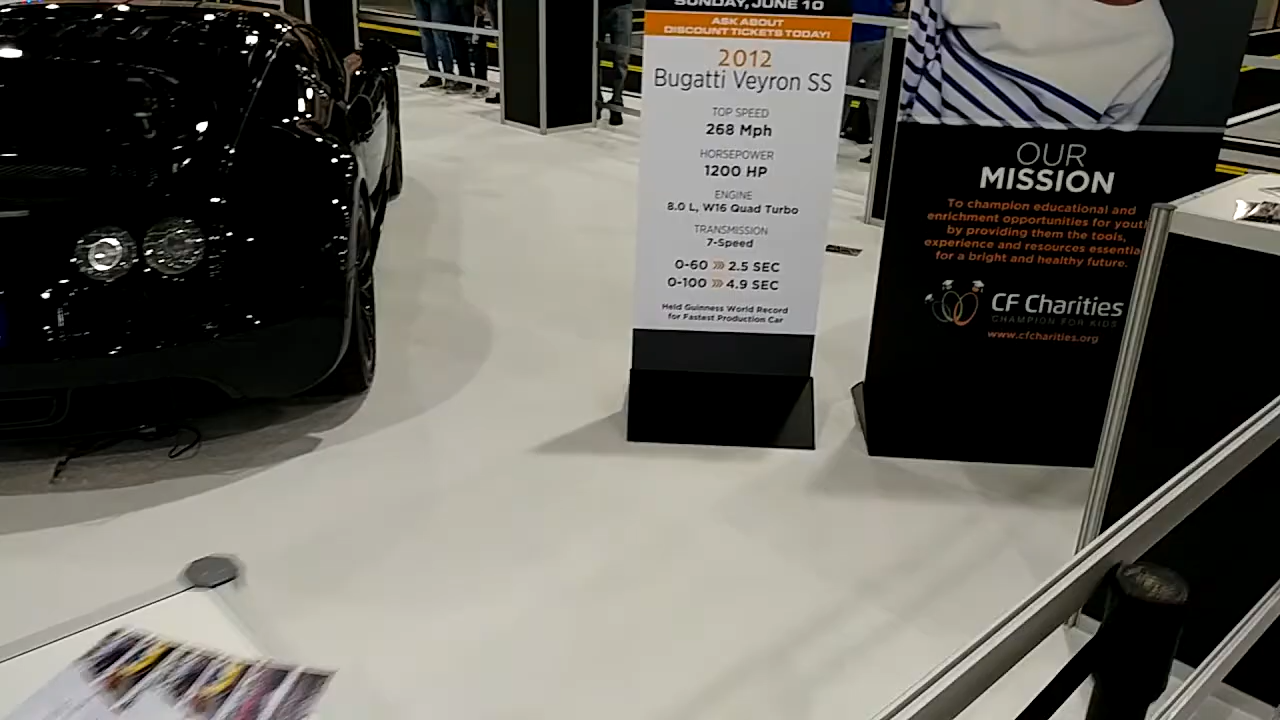 SUNDAY, JUNE 10
ASK ABOUT
DISCOUNT TICKETS TODAY!
2012
Bugatti Veyron SS
TOP SPEED
268 Mph
HORSEPOWER
1200 HP
ENGINE
8.0 L, W16 Quad Turbo
TRANSMISSION
7-Speed
0-60 >>> 2.5 SEC
0-100 >>> 4.9 SEC
Held Guinness World Record
for Fastest Production Car
OUR
MISSION
To champion educational and
enrichment opportunities for youth
by providing them the tools,
experience and resources essential
for a bright and healthy future.
CF Charities
CHAMPION FOR KIDS
www.cfcharities.org